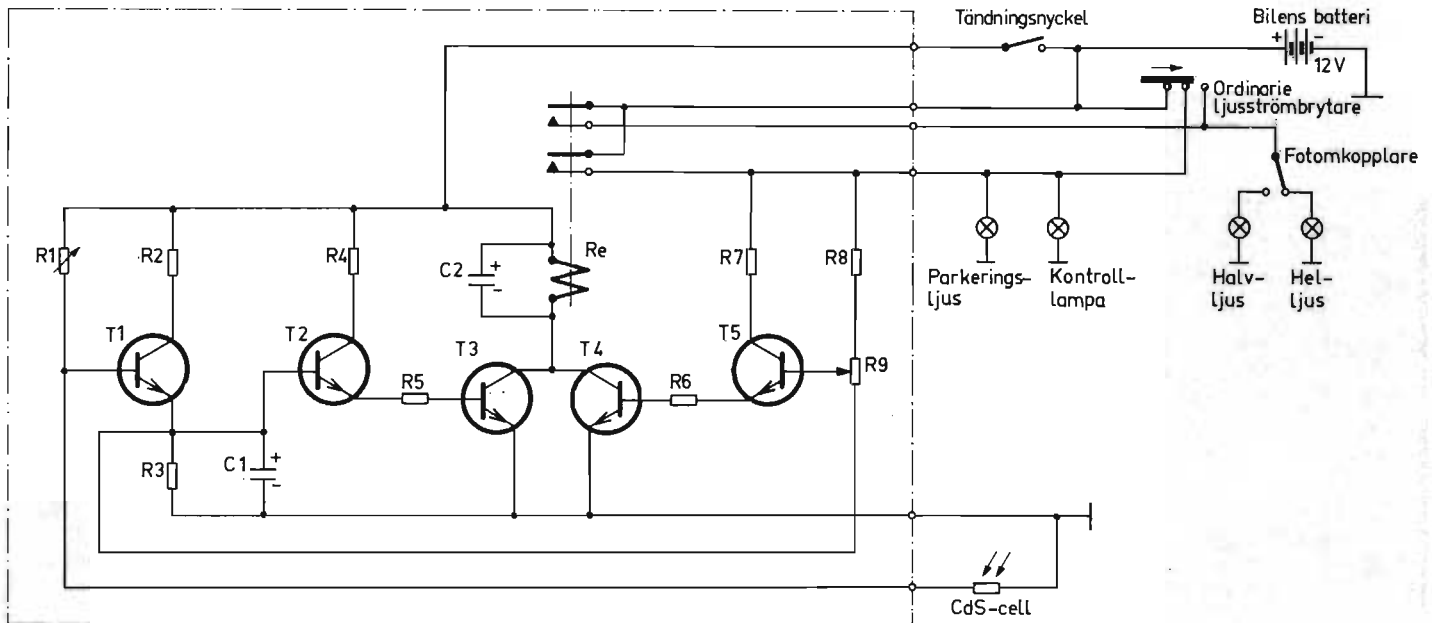 Tändningsnyckel
Bilens batteri
+
-
12V
→
Ordinarie
ljusströmbrytare
Fotomkopplare
R1
R2
R4
C2
+
-
Re
R7
R8
Parkerings-
ljus
Kontroll-
lampa
Halv-
ljus
Hel-
ljus
T1
T2
T3
T4
T5
R5
R6
R9
R3
C1
+
-
CdS-cell